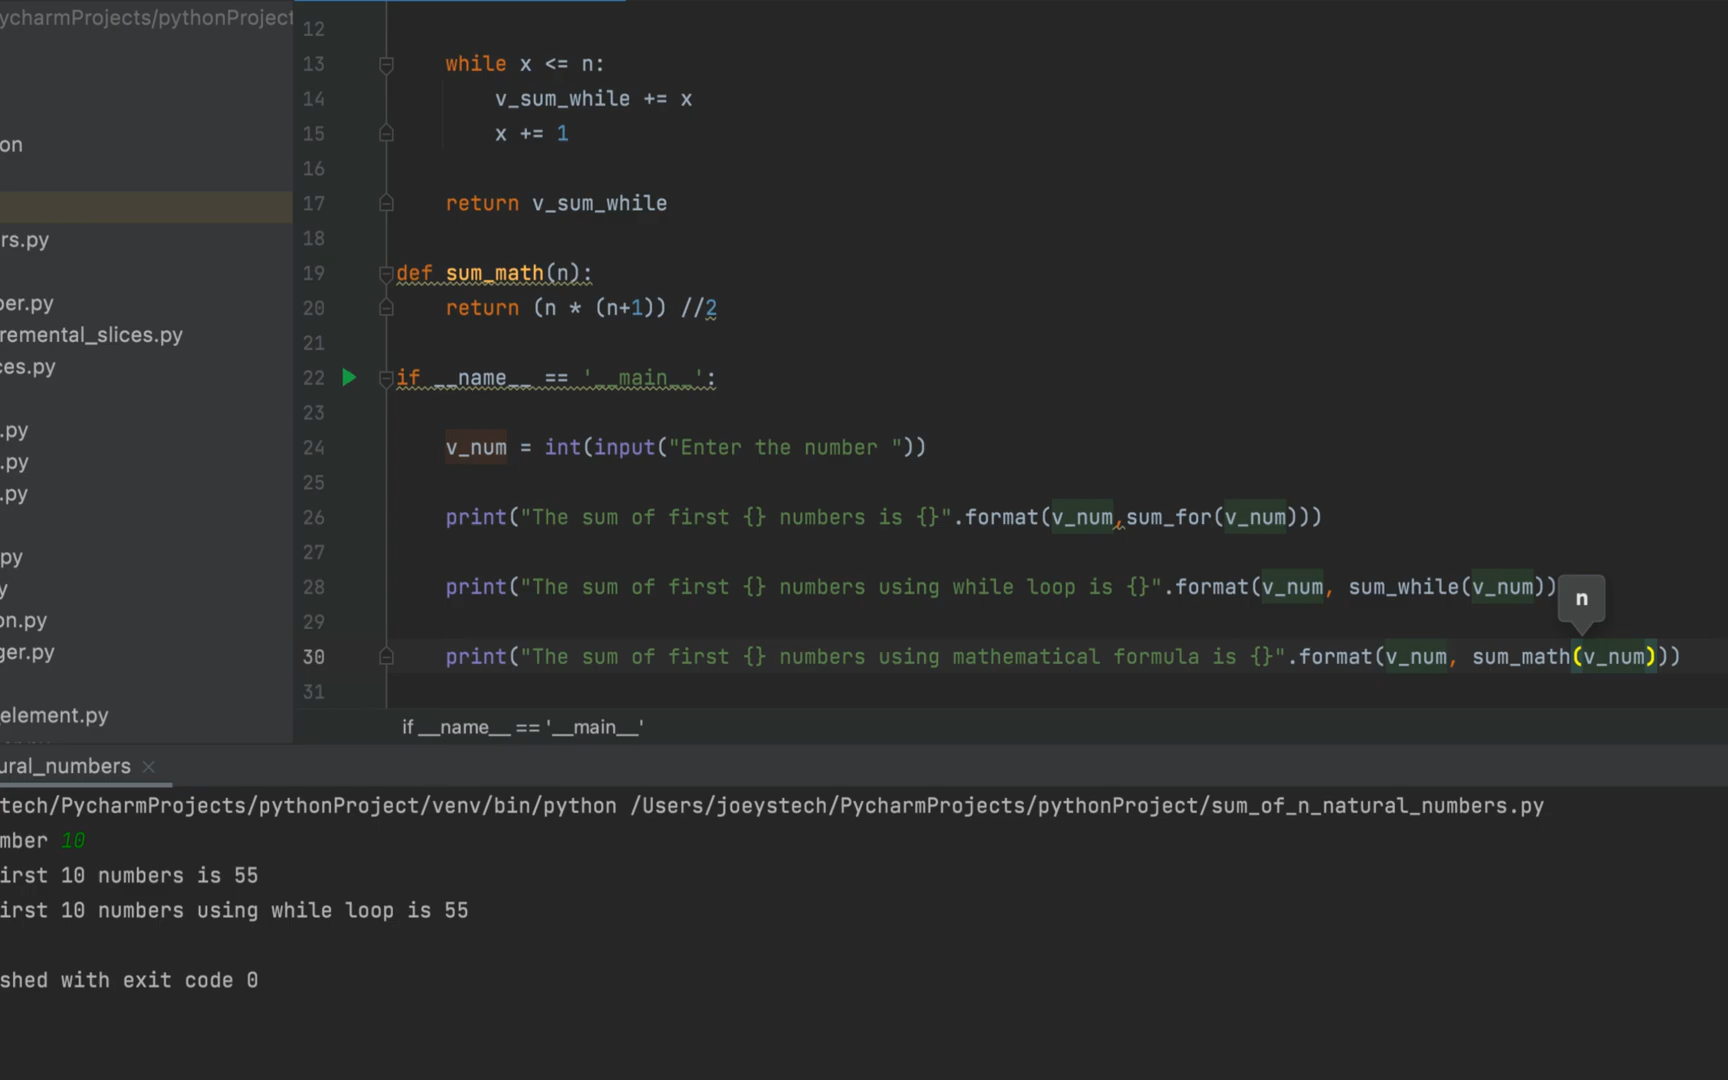 ycharmProjects/pythonProject
on
rs.py
per.py
remental_slices.py
ces.py
.py
.py
.py
py
y
on.py
ger.py
element.py
12
13 while x <= n:
14 v_sum_while += x
15 x += 1
16
17 return v_sum_while
18
19 def sum_math(n):
20 return (n * (n+1)) //2
21
22 if __name__ == '__main__':
23
24 v_num = int(input("Enter the number "))
25
26 print("The sum of first {} numbers is {}".format(v_num,sum_for(v_num)))
27
28 print("The sum of first {} numbers using while loop is {}".format(v_num, sum_while(v_num))
n
29
30 print("The sum of first {} numbers using mathematical formula is {}".format(v_num, sum_math(v_num)))
31
if __name__ == '__main__'
ural_numbers
tech/PycharmProjects/pythonProject/venv/bin/python /Users/joeystech/PycharmProjects/pythonProject/sum_of_n_natural_numbers.py
mber 10
irst 10 numbers is 55
irst 10 numbers using while loop is 55
shed with exit code 0